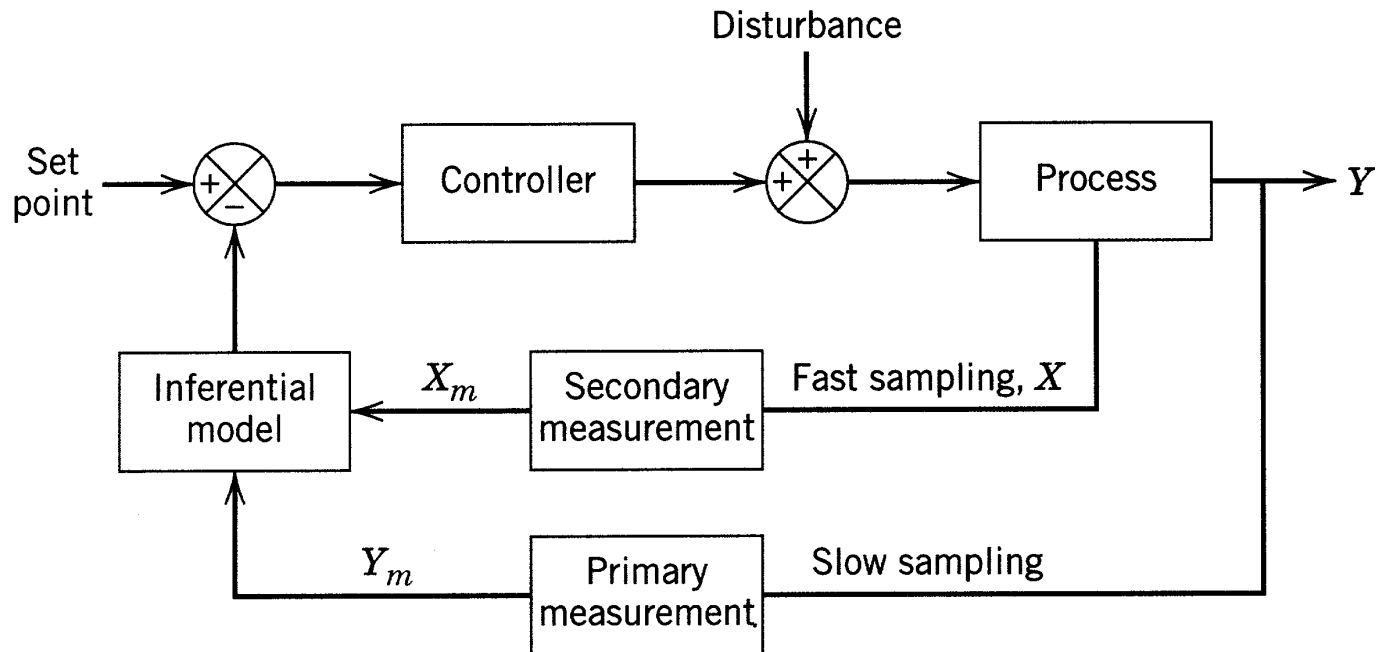 Disturbance
Set
point
+
−
Controller
+
+
Process
Y
Inferential
model
X_m
Secondary
measurement
Fast sampling, X
Y_m
Primary
measurement
Slow sampling